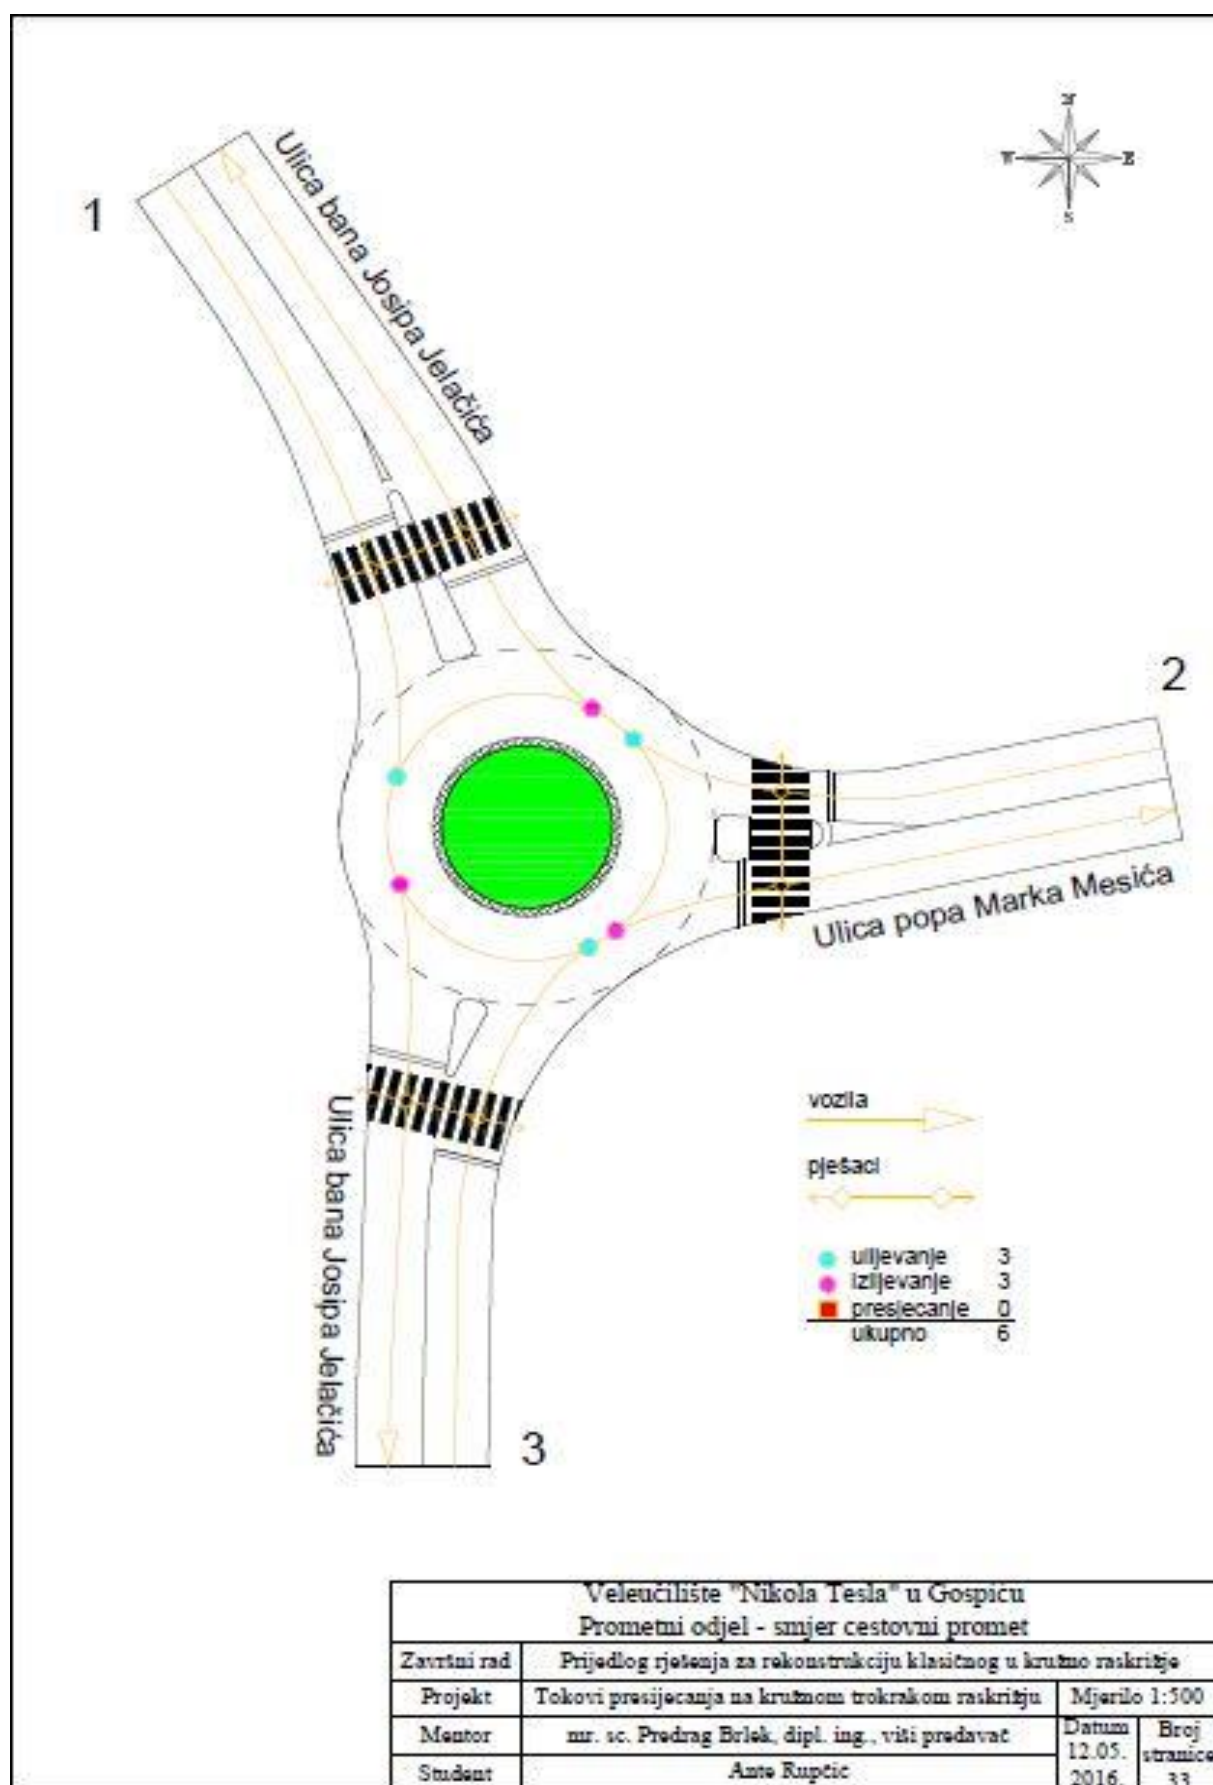 N
W E
S
1
Ulica bana Josipa Jelačića
2
Ulica popa Marka Mesića
Ulica bana Josipa Jelačića
3
vozila
pješaci
ulijevanje 3
izlijevanje 3
presjecanje 0
ukupno 6
Veleučilište "Nikola Tesla" u Gospiću
Prometni odjel - smjer cestovni promet
Završni rad Prijedlog rješenja za rekonstrukciju klasičnog u kružno raskrižje
Projekt Tokovi presijecanja na kružnom trokrakom raskrižju Mjerilo 1:500
Mentor mr. sc. Predrag Brlek, dipl. ing., viši predavač Datum 12.05. 2016. Broj stranice 33
Student Ante Rupčić